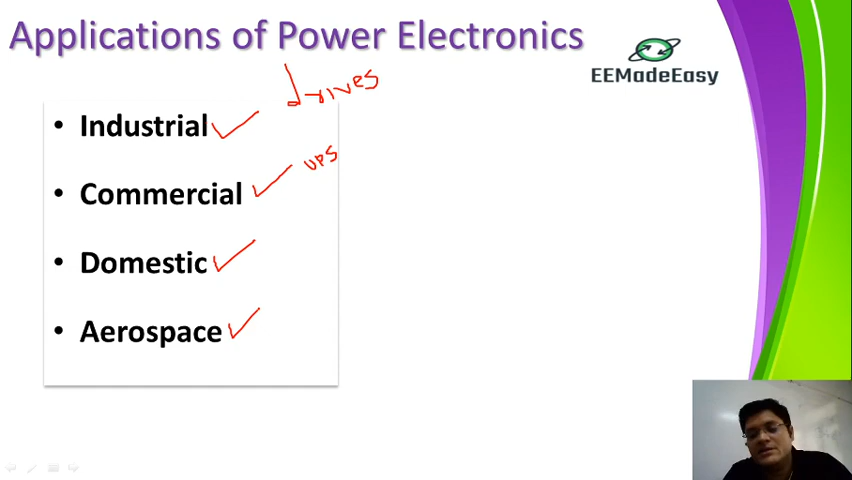 Applications of Power Electronics
EEMadeEasy
drives
• Industrial
ups
• Commercial
• Domestic
• Aerospace